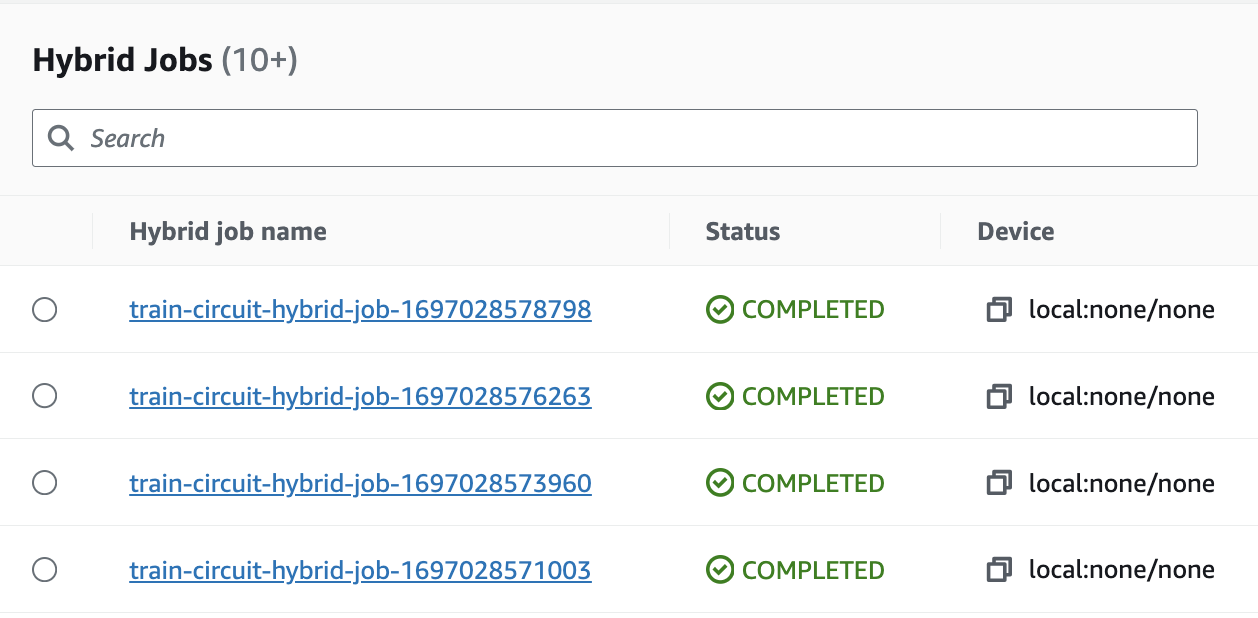 Hybrid Jobs (10+)
Search
Hybrid job name Status Device
train-circuit-hybrid-job-1697028578798 COMPLETED local:none/none
train-circuit-hybrid-job-1697028576263 COMPLETED local:none/none
train-circuit-hybrid-job-1697028573960 COMPLETED local:none/none
train-circuit-hybrid-job-1697028571003 COMPLETED local:none/none